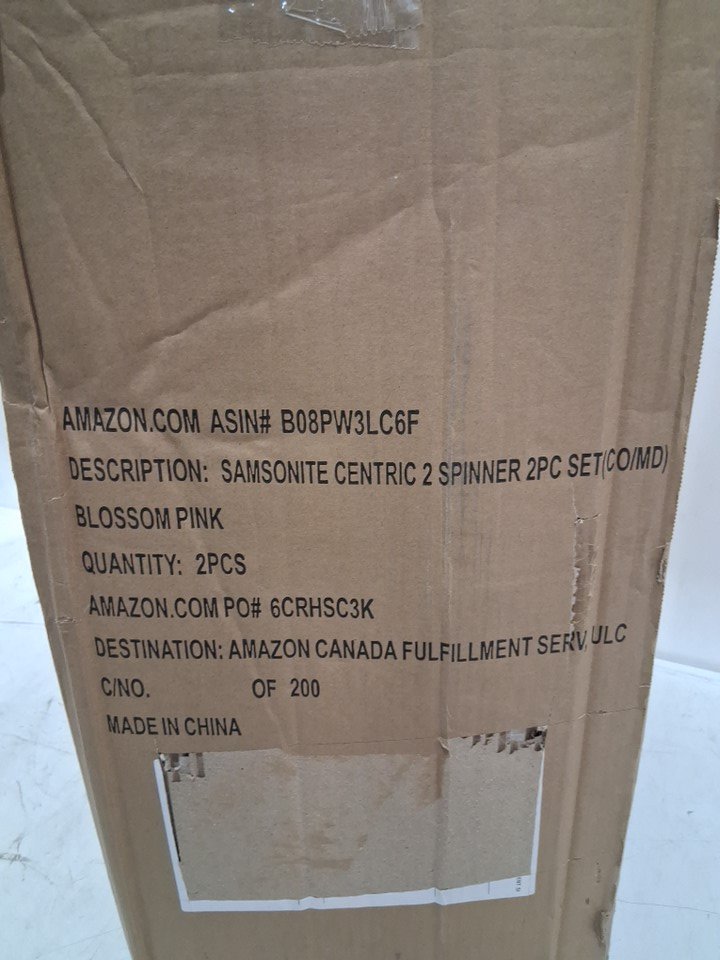 AMAZON.COM ASIN# B08PW3LC6F
DESCRIPTION: SAMSONITE CENTRIC 2 SPINNER 2PC SET(CO/MD)
BLOSSOM PINK
QUANTITY: 2PCS
AMAZON.COM PO# 6CRHSC3K
DESTINATION: AMAZON CANADA FULFILLMENT SERV, ULC
C/NO. OF 200
MADE IN CHINA